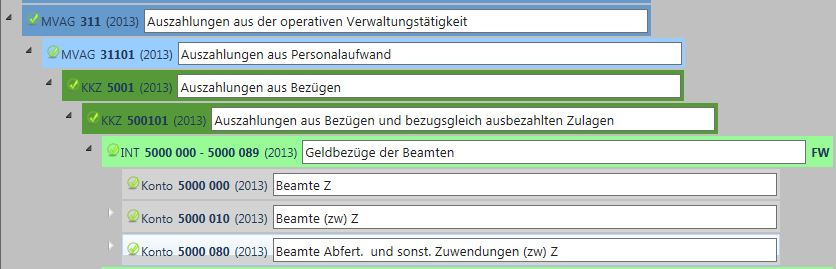 MVAG 311 (2013) Auszahlungen aus der operativen Verwaltungstätigkeit
MVAG 31101 (2013) Auszahlungen aus Personalaufwand
KKZ 5001 (2013) Auszahlungen aus Bezügen
KKZ 500101 (2013) Auszahlungen aus Bezügen und bezugsgleich ausbezahlten Zulagen
INT 5000 000 - 5000 089 (2013) Geldbezüge der Beamten FW
Konto 5000 000 (2013) Beamte Z
Konto 5000 010 (2013) Beamte (zw) Z
Konto 5000 080 (2013) Beamte Abfert. und sonst. Zuwendungen (zw) Z